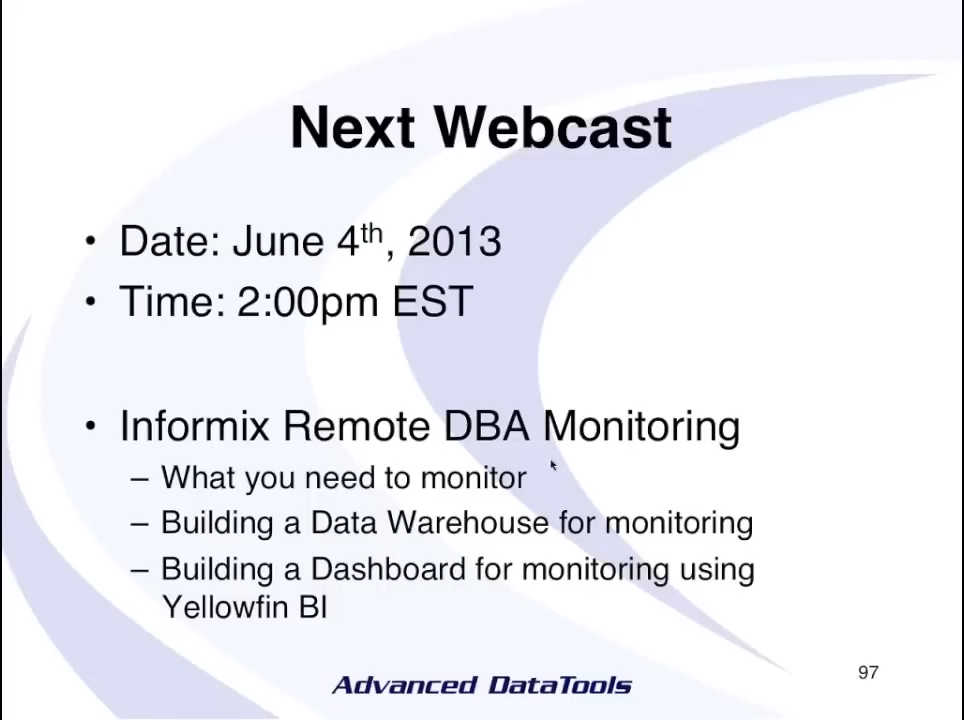 Next Webcast
• Date: June 4th, 2013
• Time: 2:00pm EST
• Informix Remote DBA Monitoring
– What you need to monitor
– Building a Data Warehouse for monitoring
– Building a Dashboard for monitoring using
Yellowfin BI
97
Advanced DataTools